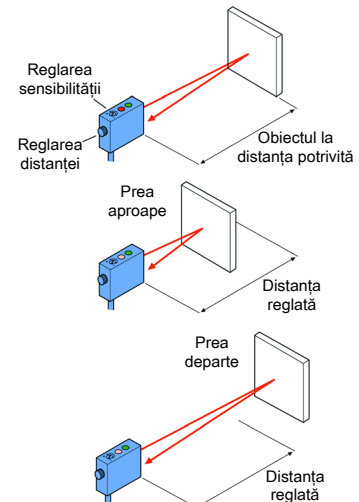 Reglarea
sensibilității
Reglarea
distanței
Obiectul la
distanța potrivită
Prea
aproape
Distanța
reglată
Prea
departe
Distanța
reglată